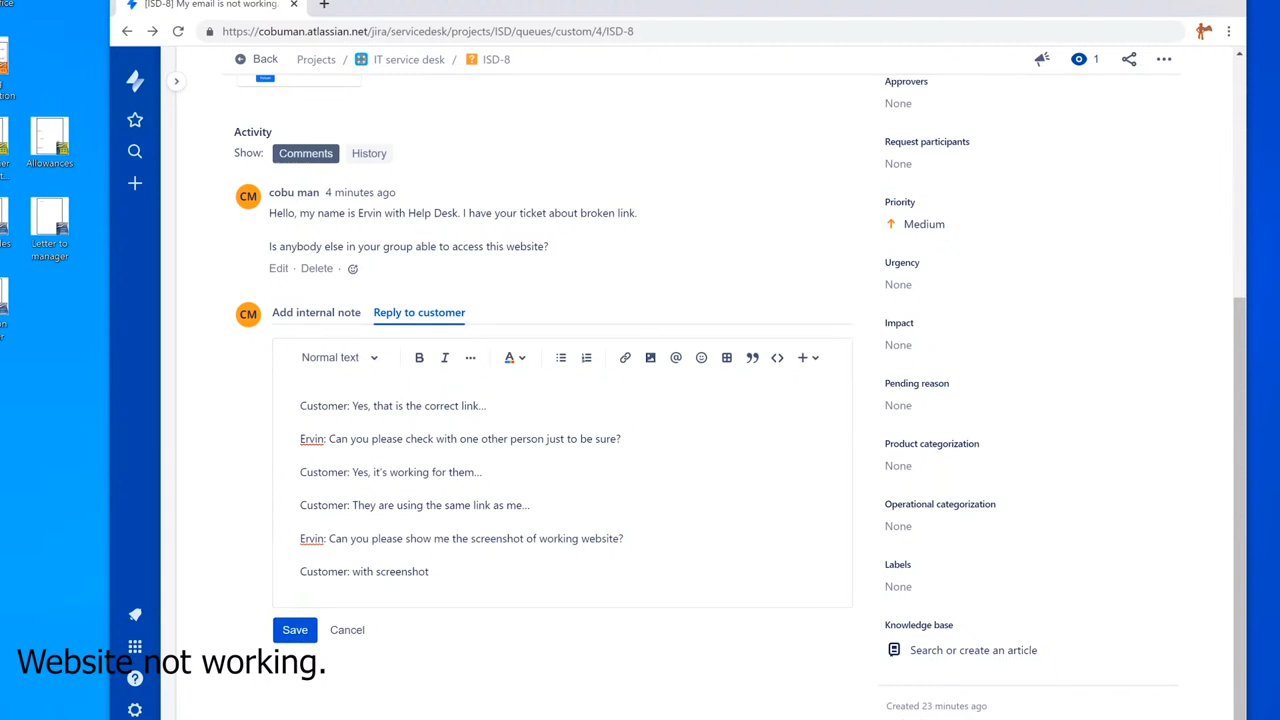 [ISD-8] My email is not working.
https://cobuman.atlassian.net/jira/servicedesk/projects/ISD/queues/custom/4/ISD-8
Back Projects / IT service desk / ISD-8
1
Activity
Show: Comments History
CM cobu man 4 minutes ago
Hello, my name is Ervin with Help Desk. I have your ticket about broken link.
Is anybody else in your group able to access this website?
Edit · Delete ·
CM Add internal note Reply to customer
Normal text
Customer: Yes, that is the correct link...
Ervin: Can you please check with one other person just to be sure?
Customer: Yes, it's working for them...
Customer: They are using the same link as me...
Ervin: Can you please show me the screenshot of working website?
Customer: with screenshot
Save Cancel
Approvers
None
Request participants
None
Priority
Medium
Urgency
None
Impact
None
Pending reason
None
Product categorization
None
Operational categorization
None
Labels
None
Knowledge base
Search or create an article
Created 23 minutes ago
Allowances
Letter to
manager
Website not working.